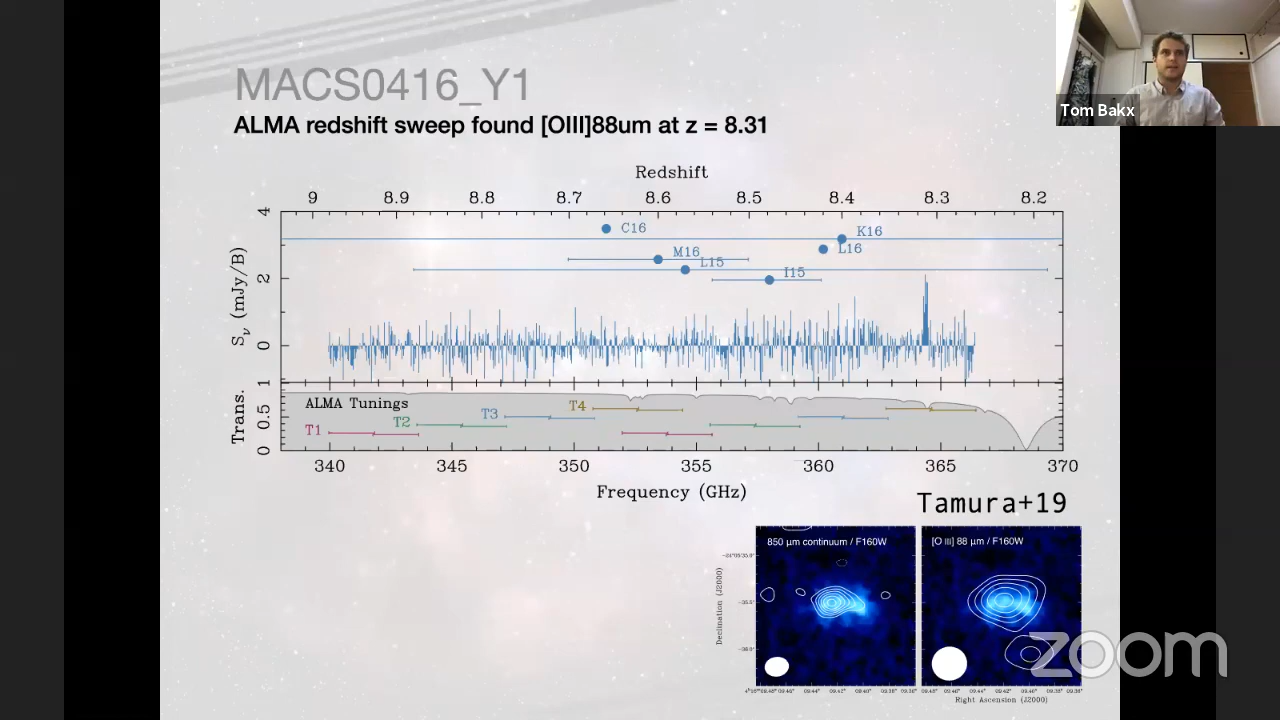 MACS0416_Y1
ALMA redshift sweep found [OIII]88um at z = 8.31
Tom Bakx
Redshift
9 8.9 8.8 8.7 8.6 8.5 8.4 8.3 8.2
4
2
0
S𝜈 (mJy/B)
C16
K16
L16
M16
L15
I15
1
0.5
0
Trans.
ALMA Tunings
T1
T2
T3
T4
340 345 350 355 360 365 370
Frequency (GHz)
Tamura+19
850 μm continuum / F160W
[O III] 88 μm / F160W
Declination (J2000)
Right Ascension (J2000)
zoom